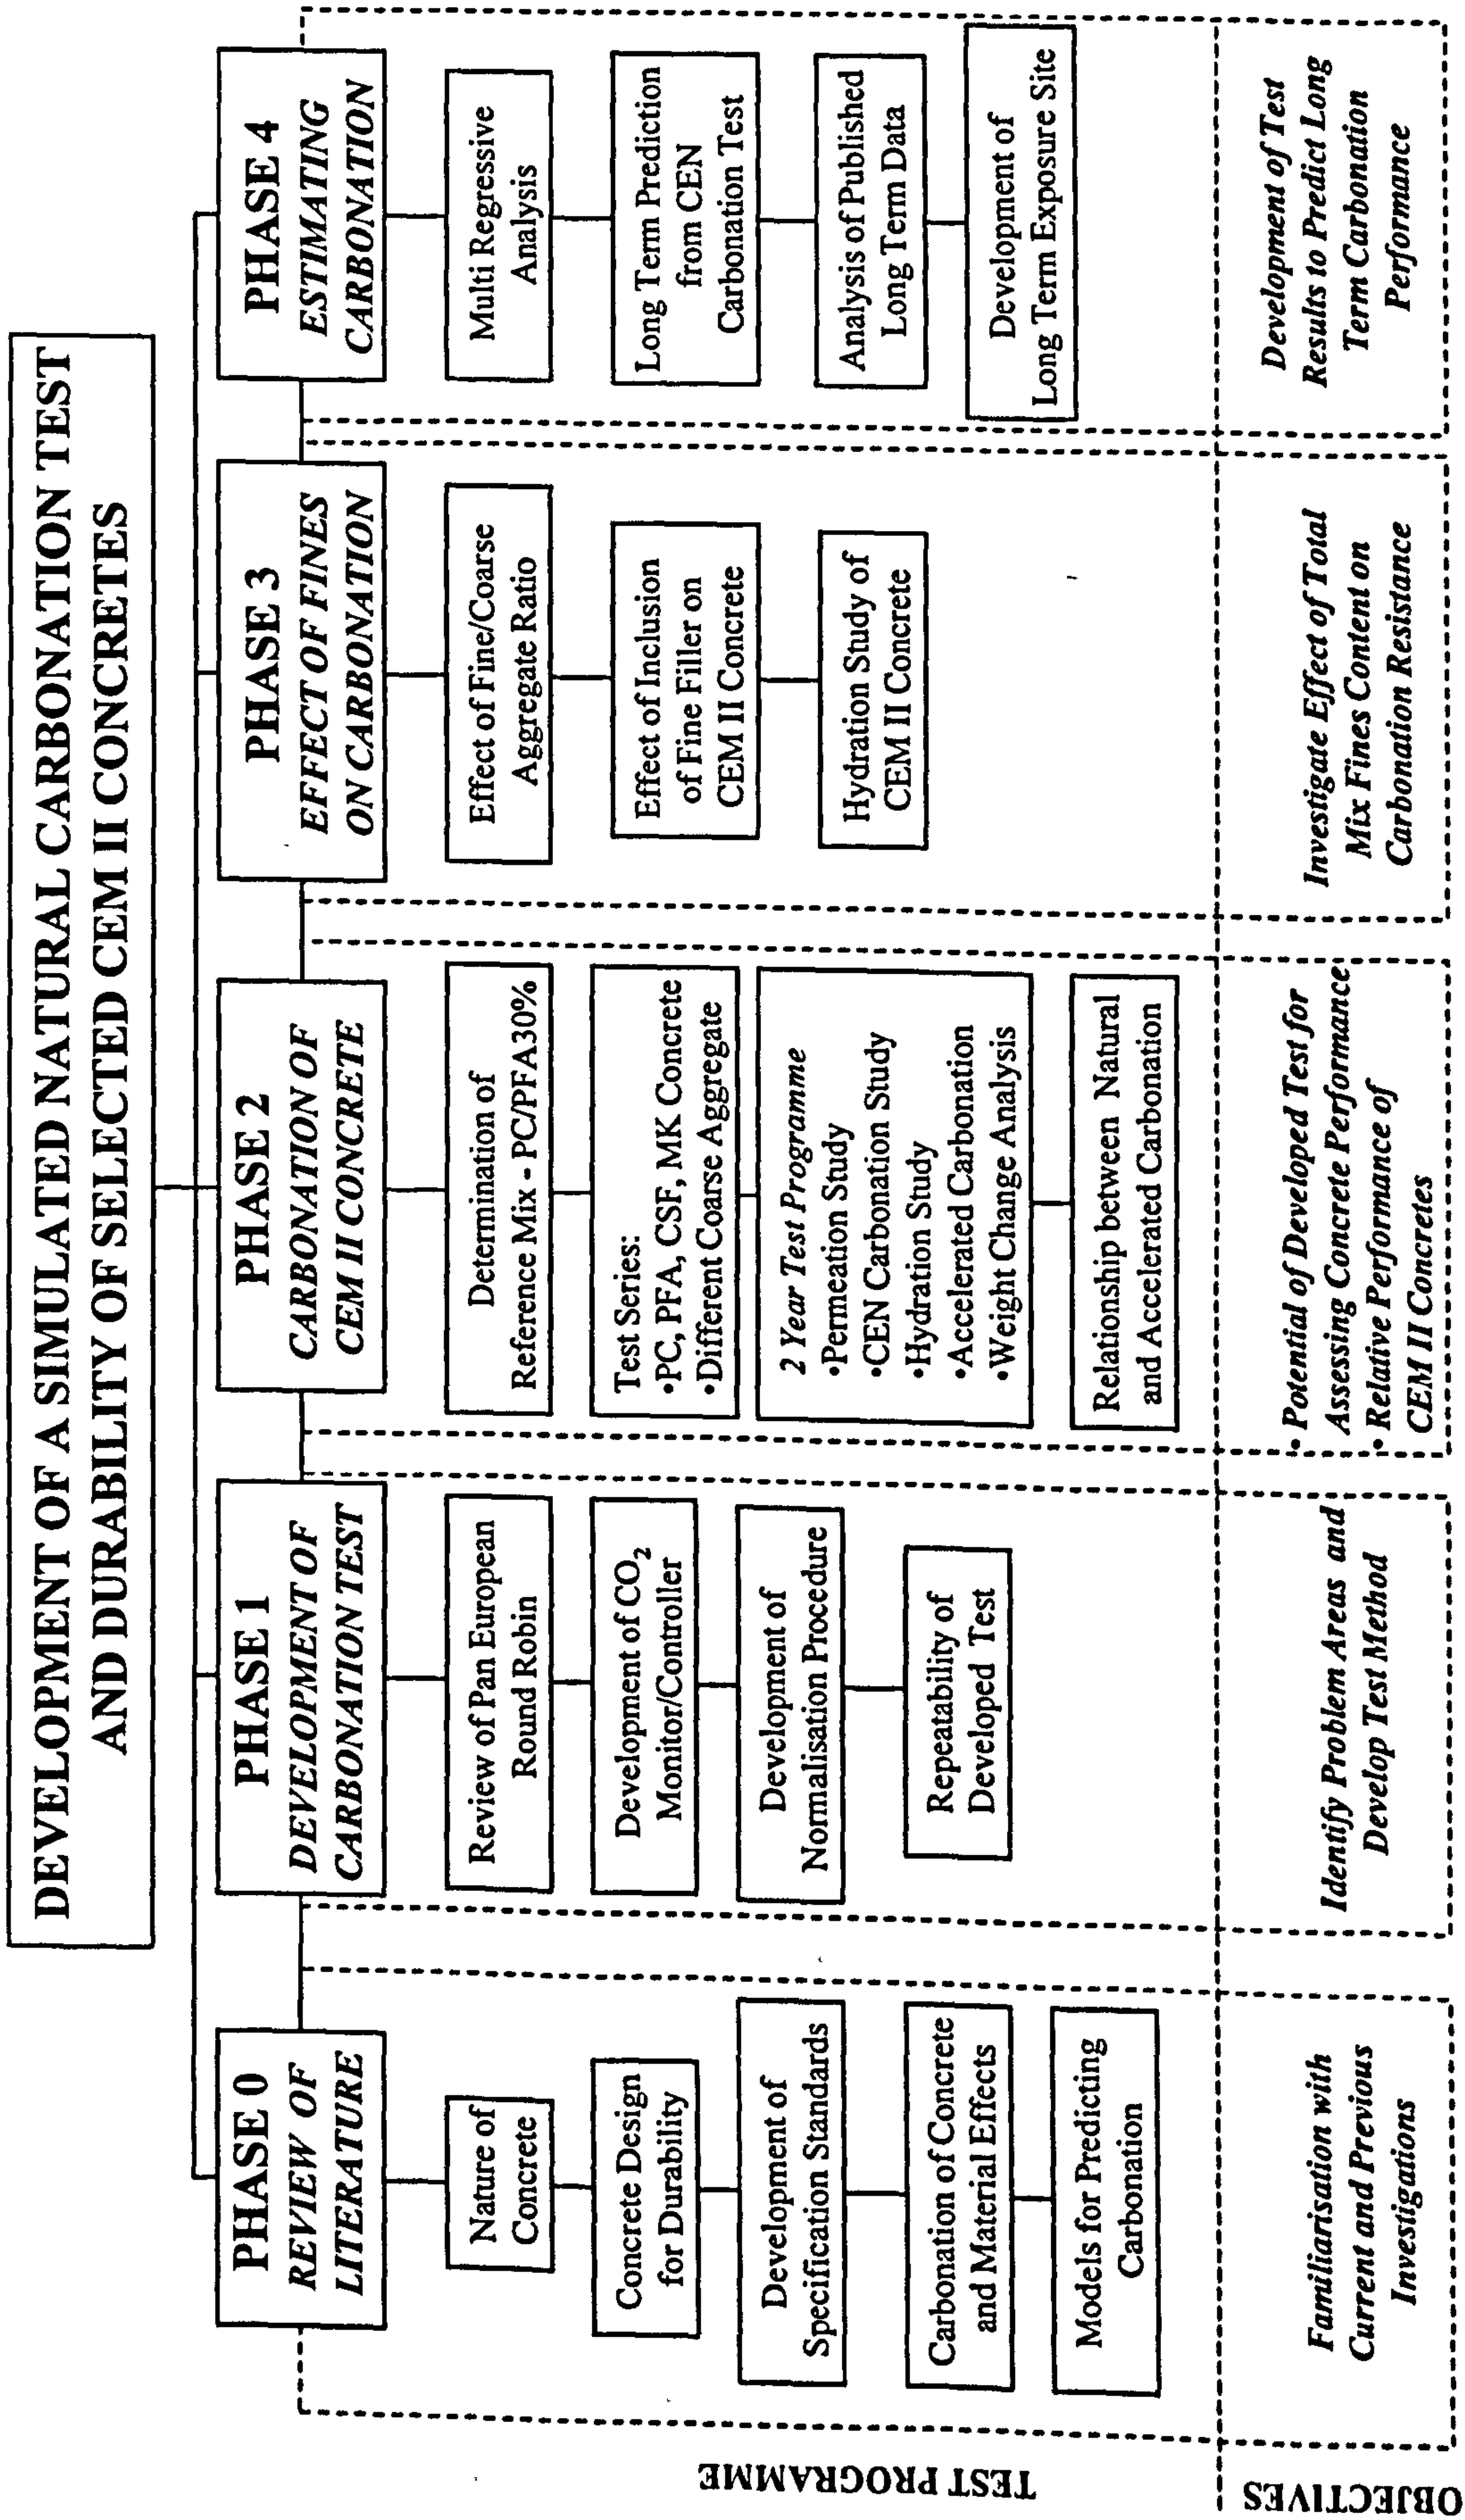 DEVELOPMENT OF A SIMULATED NATURAL CARBONATION TEST
AND DURABILITY OF SELECTED CEM II CONCRETES
PHASE 0
REVIEW OF
LITERATURE
Nature of
Concrete
Concrete Design
for Durability
Development of
Specification Standards
Carbonation of Concrete
and Material Effects
Models for Predicting
Carbonation
Familiarisation with
Current and Previous
Investigations
PHASE 1
DEVELOPMENT OF
CARBONATION TEST
Review of Pan European
Round Robin
Development of CO₂
Monitor/Controller
Development of
Normalisation Procedure
Repeatability of
Developed Test
Identify Problem Areas and
Develop Test Method
PHASE 2
CARBONATION OF
CEM II CONCRETE
Determination of
Reference Mix - PC/PFA30%
Test Series:
•PC, PFA, CSF, MK Concrete
•Different Coarse Aggregate
2 Year Test Programme
•Permeation Study
•CEN Carbonation Study
•Hydration Study
•Accelerated Carbonation
•Weight Change Analysis
Relationship between Natural
and Accelerated Carbonation
• Potential of Developed Test for
Assessing Concrete Performance
• Relative Performance of
CEM II Concretes
PHASE 3
EFFECT OF FINES
ON CARBONATION
Effect of Fine/Coarse
Aggregate Ratio
Effect of Inclusion
of Fine Filler on
CEM II Concrete
Hydration Study of
CEM II Concrete
Investigate Effect of Total
Mix Fines Content on
Carbonation Resistance
PHASE 4
ESTIMATING
CARBONATION
Multi Regressive
Analysis
Long Term Prediction
from CEN
Carbonation Test
Analysis of Published
Long Term Data
Development of
Long Term Exposure Site
Development of Test
Results to Predict Long
Term Carbonation
Performance
TEST PROGRAMME
OBJECTIVES